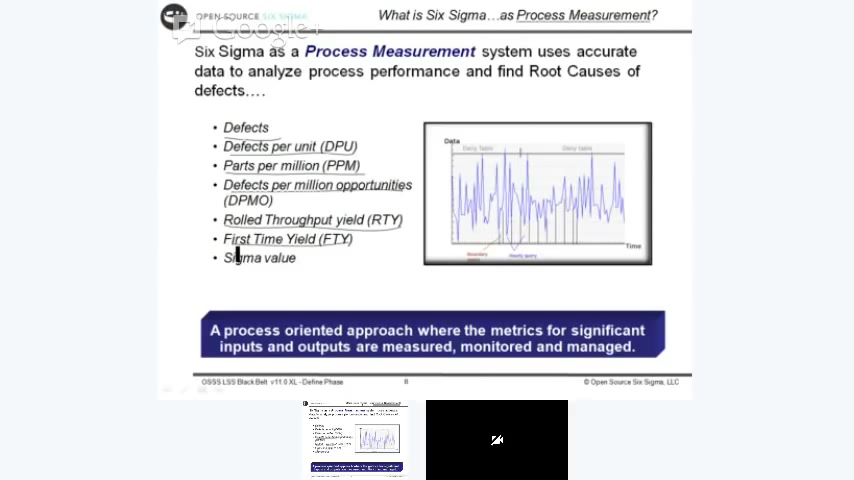 OPEN SOURCE SIX SIGMA
What is Six Sigma…as Process Measurement?
Google+
Six Sigma as a Process Measurement system uses accurate
data to analyze process performance and find Root Causes of
defects….
• Defects
• Defects per unit (DPU)
• Parts per million (PPM)
• Defects per million opportunities
(DPMO)
• Rolled Throughput yield (RTY)
• First Time Yield (FTY)
• Sigma value
Data
Time
Hourly query
A process oriented approach where the metrics for significant
inputs and outputs are measured, monitored and managed.
OSSS LSS Black Belt v11.0 XL - Define Phase
8
© Open Source Six Sigma, LLC